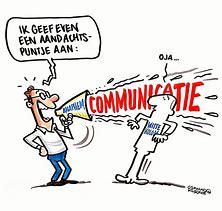 IK GEEF EVEN
EEN AANDACHTS-
PUNTJE AAN:
OJA...
COMMUNICATIE